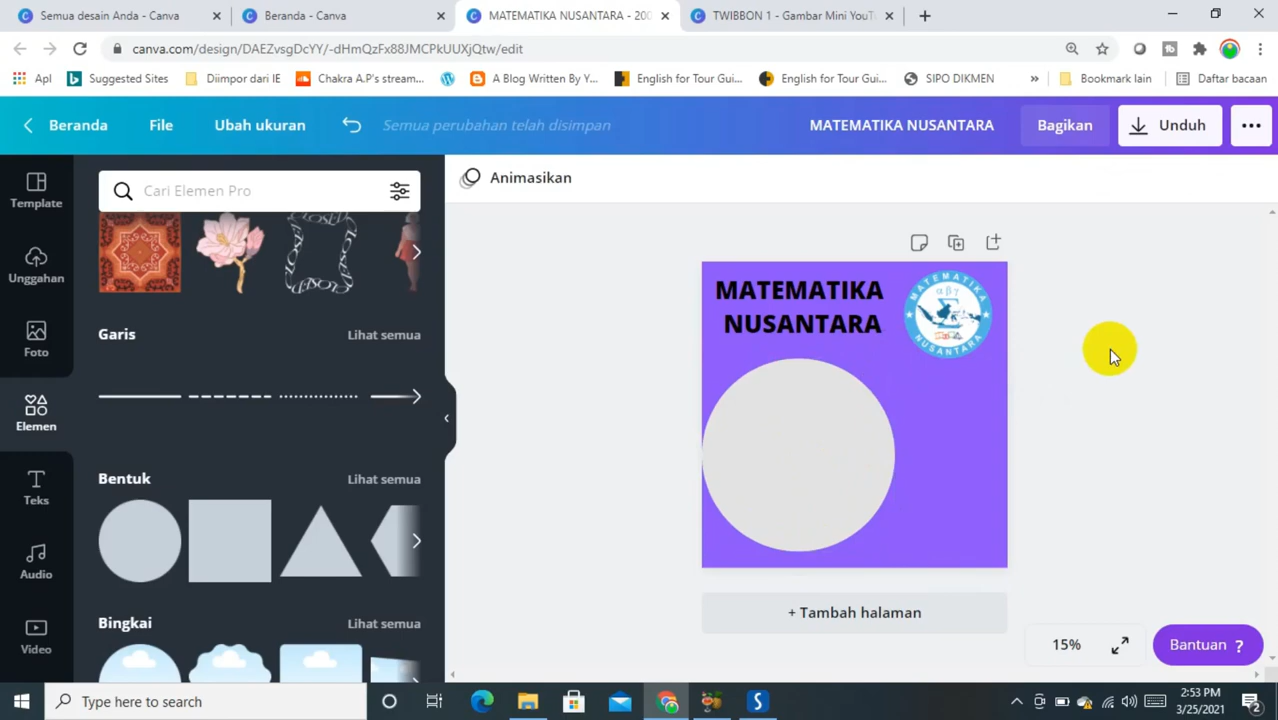 Semua desain Anda - Canva
Beranda - Canva
MATEMATIKA NUSANTARA - 200
TWIBBON 1 - Gambar Mini YouT
canva.com/design/DAEZvsgDcYY/-dHmQzFx88JMCPkUUXjQtw/edit
Apl
Suggested Sites
Diimpor dari IE
Chakra A.P's stream...
A Blog Written By Y...
English for Tour Gui...
English for Tour Gui...
SIPO DIKMEN
Bookmark lain
Daftar bacaan
Beranda
File
Ubah ukuran
Semua perubahan telah disimpan
MATEMATIKA NUSANTARA
Bagikan
Unduh
Template
Unggahan
Foto
Elemen
Teks
Audio
Video
Cari Elemen Pro
Garis
Lihat semua
Bentuk
Lihat semua
Bingkai
Lihat semua
Animasikan
MATEMATIKA
NUSANTARA
MATEMATIKA
αβγ
Σ
NUSANTARA
+ Tambah halaman
15%
Bantuan ?
Type here to search
2:53 PM
3/25/2021
2